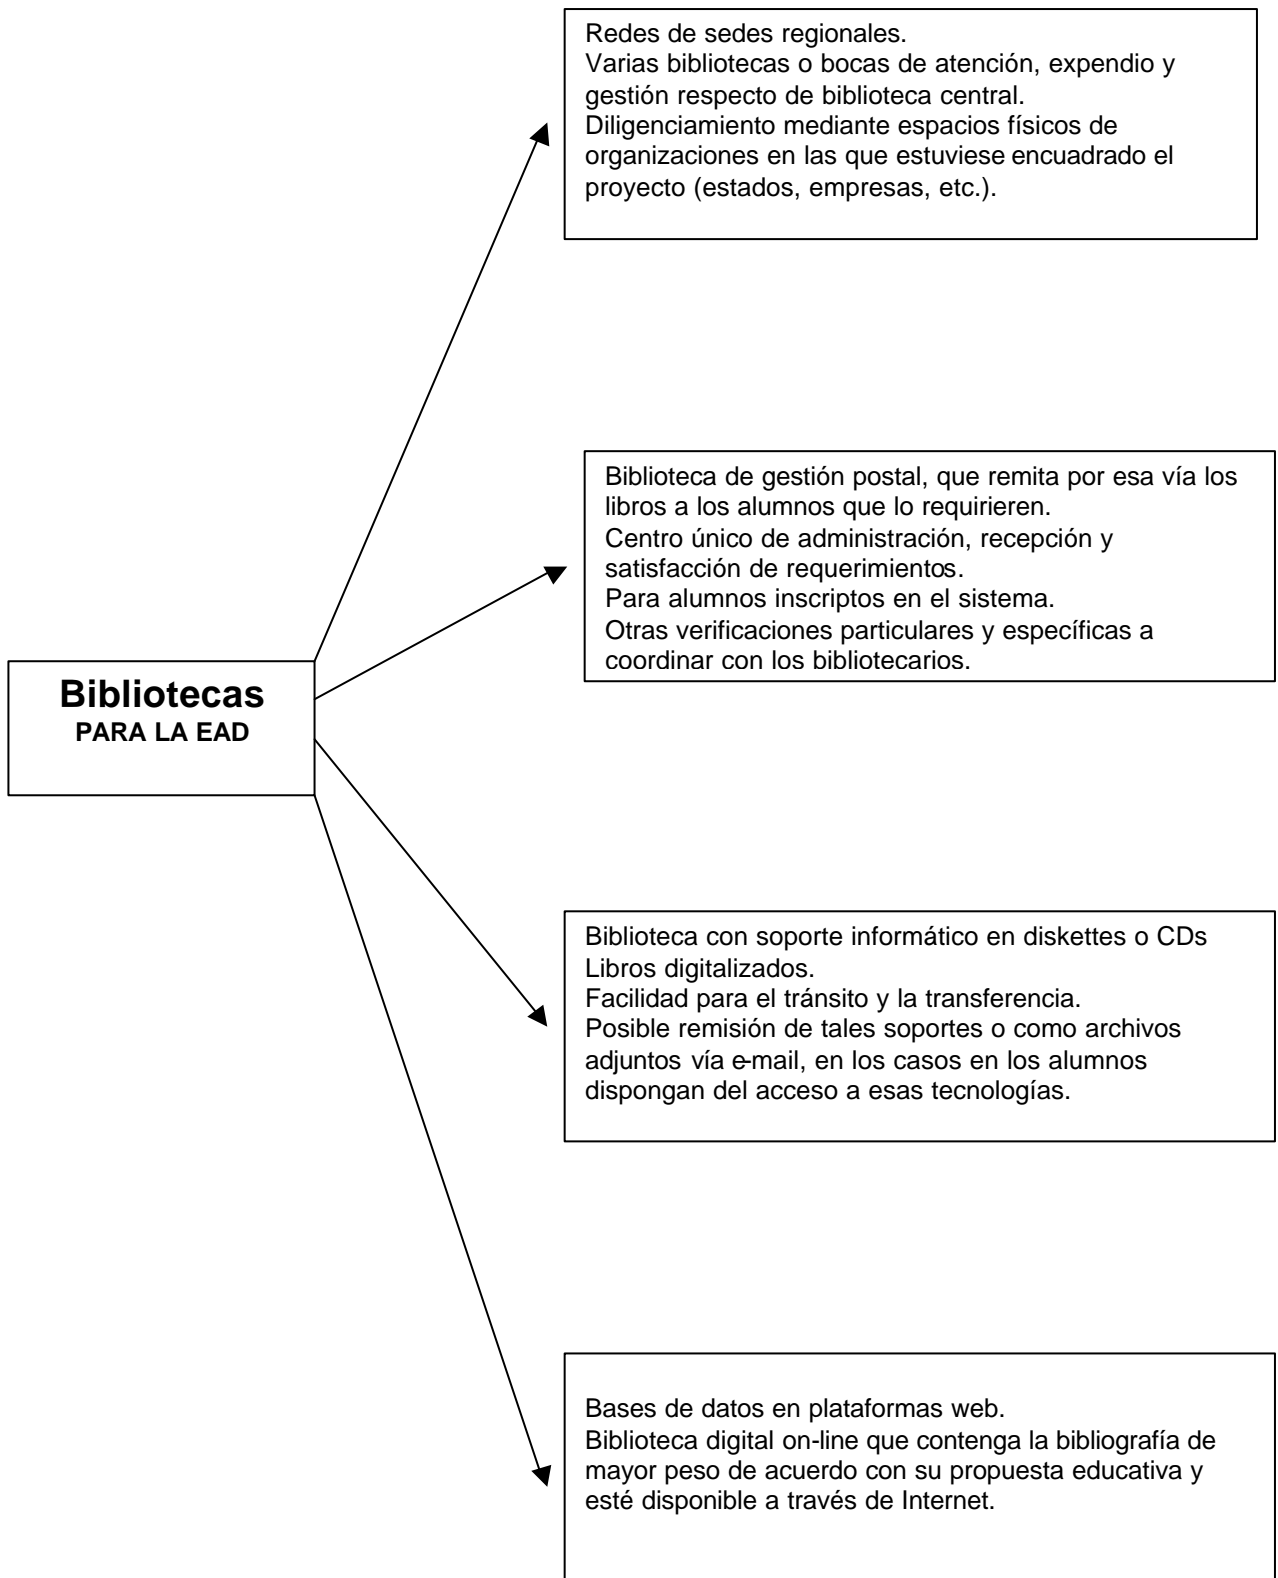 Redes de sedes regionales.
Varias bibliotecas o bocas de atención, expendio y
gestión respecto de biblioteca central.
Diligenciamiento mediante espacios físicos de
organizaciones en las que estuviese encuadrado el
proyecto (estados, empresas, etc.).
Biblioteca de gestión postal, que remita por esa vía los
libros a los alumnos que lo requirieren.
Centro único de administración, recepción y
satisfacción de requerimientos.
Para alumnos inscriptos en el sistema.
Otras verificaciones particulares y específicas a
coordinar con los bibliotecarios.
Bibliotecas
PARA LA EAD
Biblioteca con soporte informático en diskettes o CDs
Libros digitalizados.
Facilidad para el tránsito y la transferencia.
Posible remisión de tales soportes o como archivos
adjuntos vía e-mail, en los casos en los alumnos
dispongan del acceso a esas tecnologías.
Bases de datos en plataformas web.
Biblioteca digital on-line que contenga la bibliografía de
mayor peso de acuerdo con su propuesta educativa y
esté disponible a través de Internet.